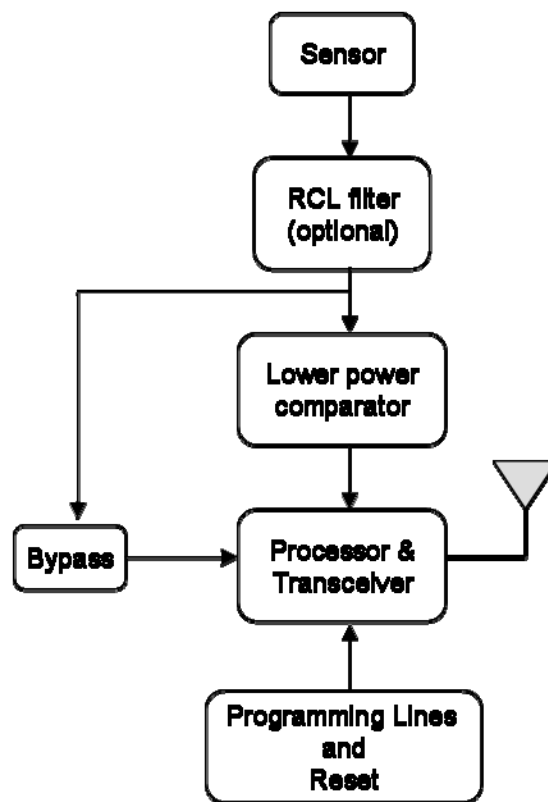 Sensor
RCL filter
(optional)
Lower power
comparator
Bypass
Processor &
Transceiver
Programming Lines
and
Reset